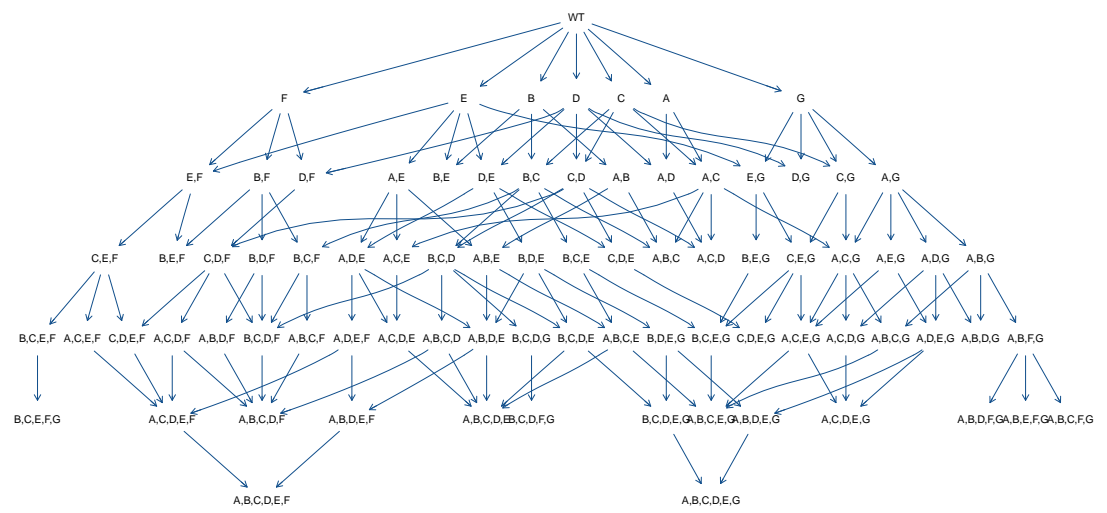 WT
F E B D C A G
E,F B,F D,F A,E B,E D,E B,C C,D A,B A,D A,C E,G D,G C,G A,G
C,E,F B,E,F C,D,F B,D,F B,C,F A,D,E A,C,E B,C,D A,B,E B,D,E B,C,E C,D,E A,B,C A,C,D B,E,G C,E,G A,C,G A,E,G A,D,G A,B,G
B,C,E,F A,C,E,F C,D,E,F A,C,D,F A,B,D,F B,C,D,F A,B,C,F A,D,E,F A,C,D,E A,B,C,D A,B,D,E B,C,D,G B,C,D,E A,B,C,E B,D,E,G B,C,E,G C,D,E,G A,C,E,G A,C,D,G A,B,C,G A,D,E,G A,B,D,G A,B,F,G
B,C,E,F,G A,C,D,E,F A,B,C,D,F A,B,D,E,F A,B,C,D,E B,C,D,F,G B,C,D,E,G A,B,C,E,G A,B,D,E,G A,C,D,E,G A,B,D,F,G A,B,E,F,G A,B,C,F,G
A,B,C,D,E,F A,B,C,D,E,G